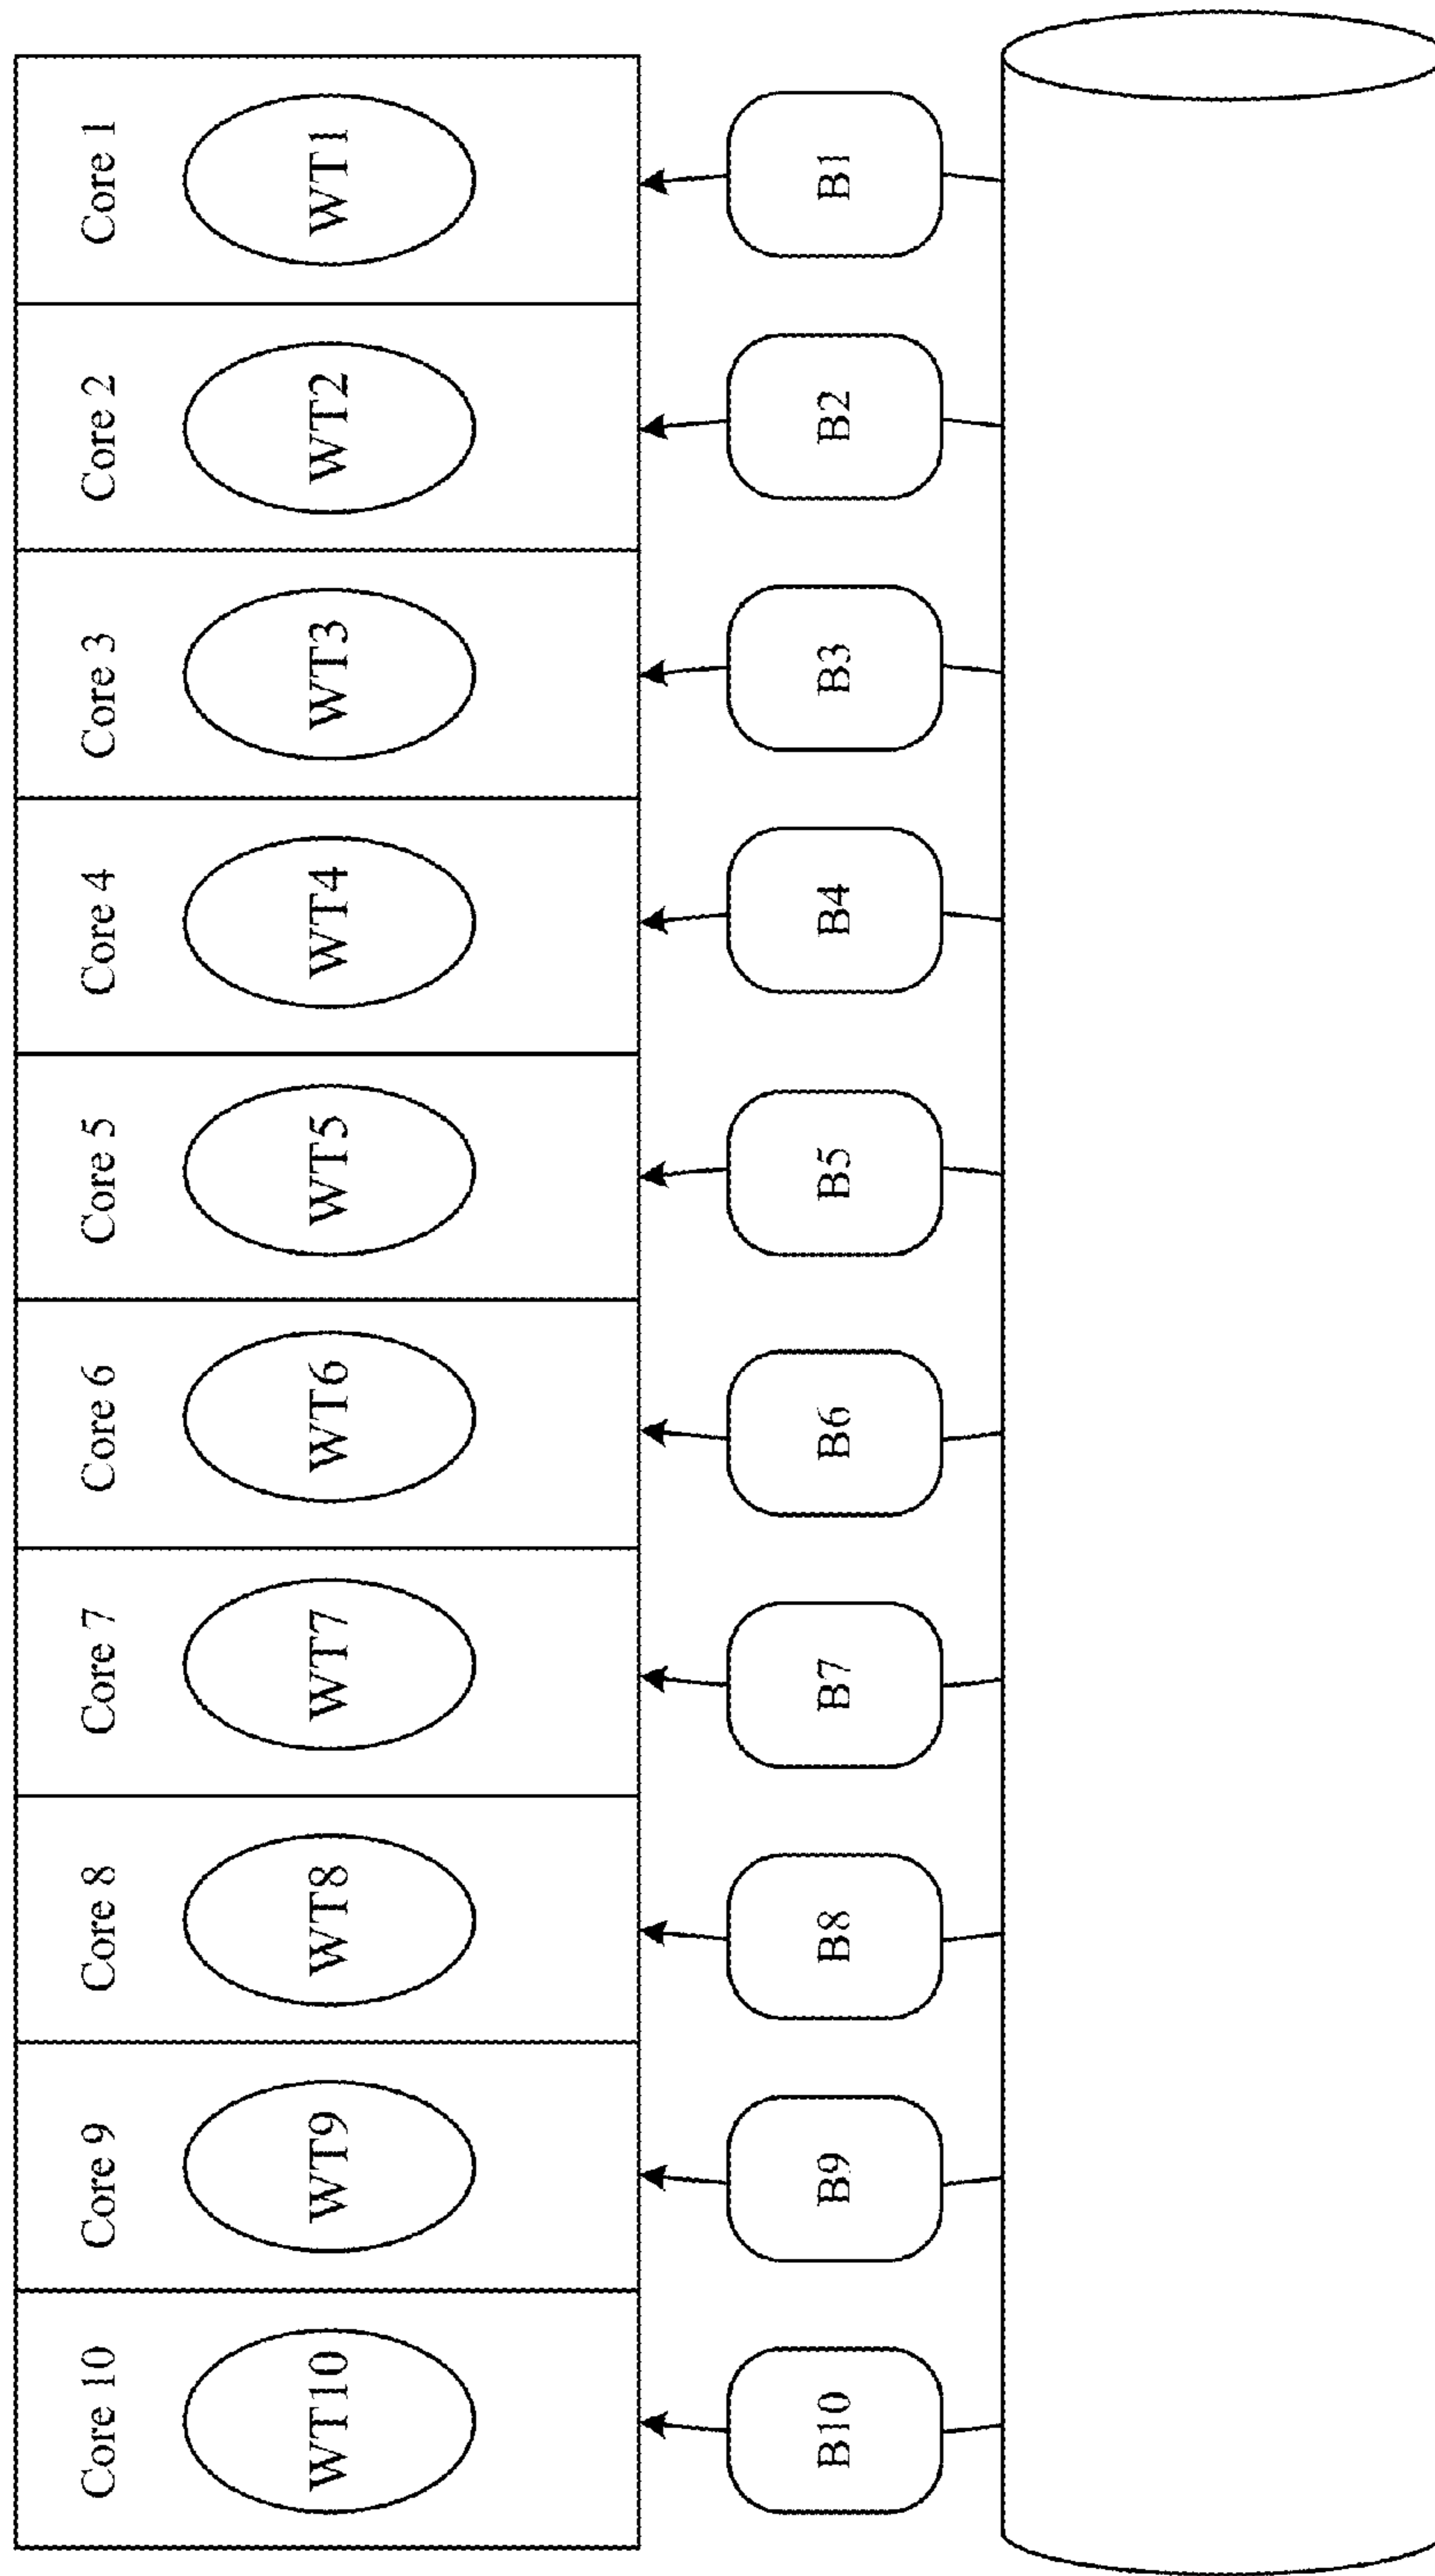 Core 10
Core 9
Core 8
Core 7
Core 6
Core 5
Core 4
Core 3
Core 2
Core 1
WT10
WT9
WT8
WT7
WT6
WT5
WT4
WT3
WT2
WT1
B10
B9
B8
B7
B6
B5
B4
B3
B2
B1